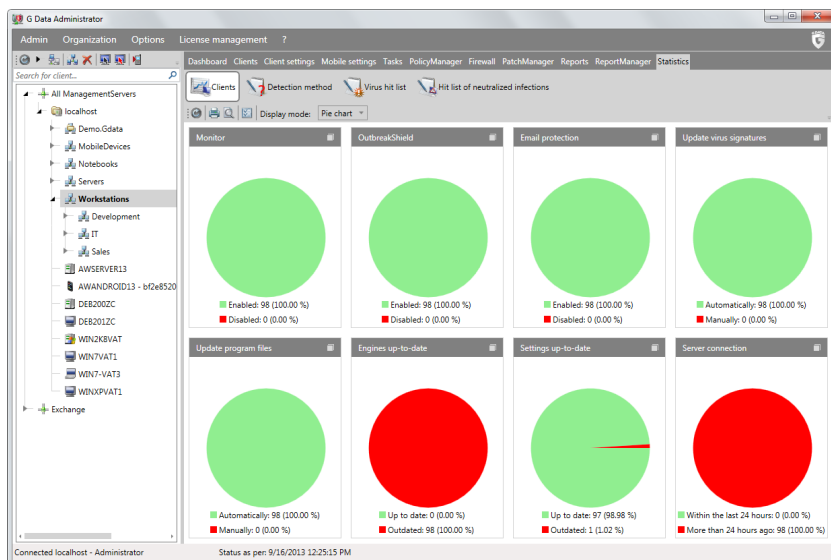 G Data Administrator
Admin Organization Options License management ?
Search for client...
Dashboard Clients Client settings Mobile settings Tasks PolicyManager Firewall PatchManager Reports ReportManager Statistics
Clients Detection method Virus hit list Hit list of neutralized infections
Display mode: Pie chart
All ManagementServers
localhost
Demo.Gdata
MobileDevices
Notebooks
Servers
Workstations
Development
IT
Sales
AWSERVER13
AWANDROID13 - bf2e8520
DEB200ZC
DEB201ZC
WIN2K8VAT
WIN7VAT1
WIN7-VAT3
WINXPVAT1
Exchange
Monitor
Enabled: 98 (100.00 %)
Disabled: 0 (0.00 %)
OutbreakShield
Enabled: 98 (100.00 %)
Disabled: 0 (0.00 %)
Email protection
Enabled: 98 (100.00 %)
Disabled: 0 (0.00 %)
Update virus signatures
Automatically: 98 (100.00 %)
Manually: 0 (0.00 %)
Update program files
Automatically: 98 (100.00 %)
Manually: 0 (0.00 %)
Engines up-to-date
Up to date: 0 (0.00 %)
Outdated: 98 (100.00 %)
Settings up-to-date
Up to date: 97 (98.98 %)
Outdated: 1 (1.02 %)
Server connection
Within the last 24 hours: 0 (0.00 %)
More than 24 hours ago: 98 (100.00 %)
Connected localhost - Administrator Status as per: 9/16/2013 12:25:15 PM